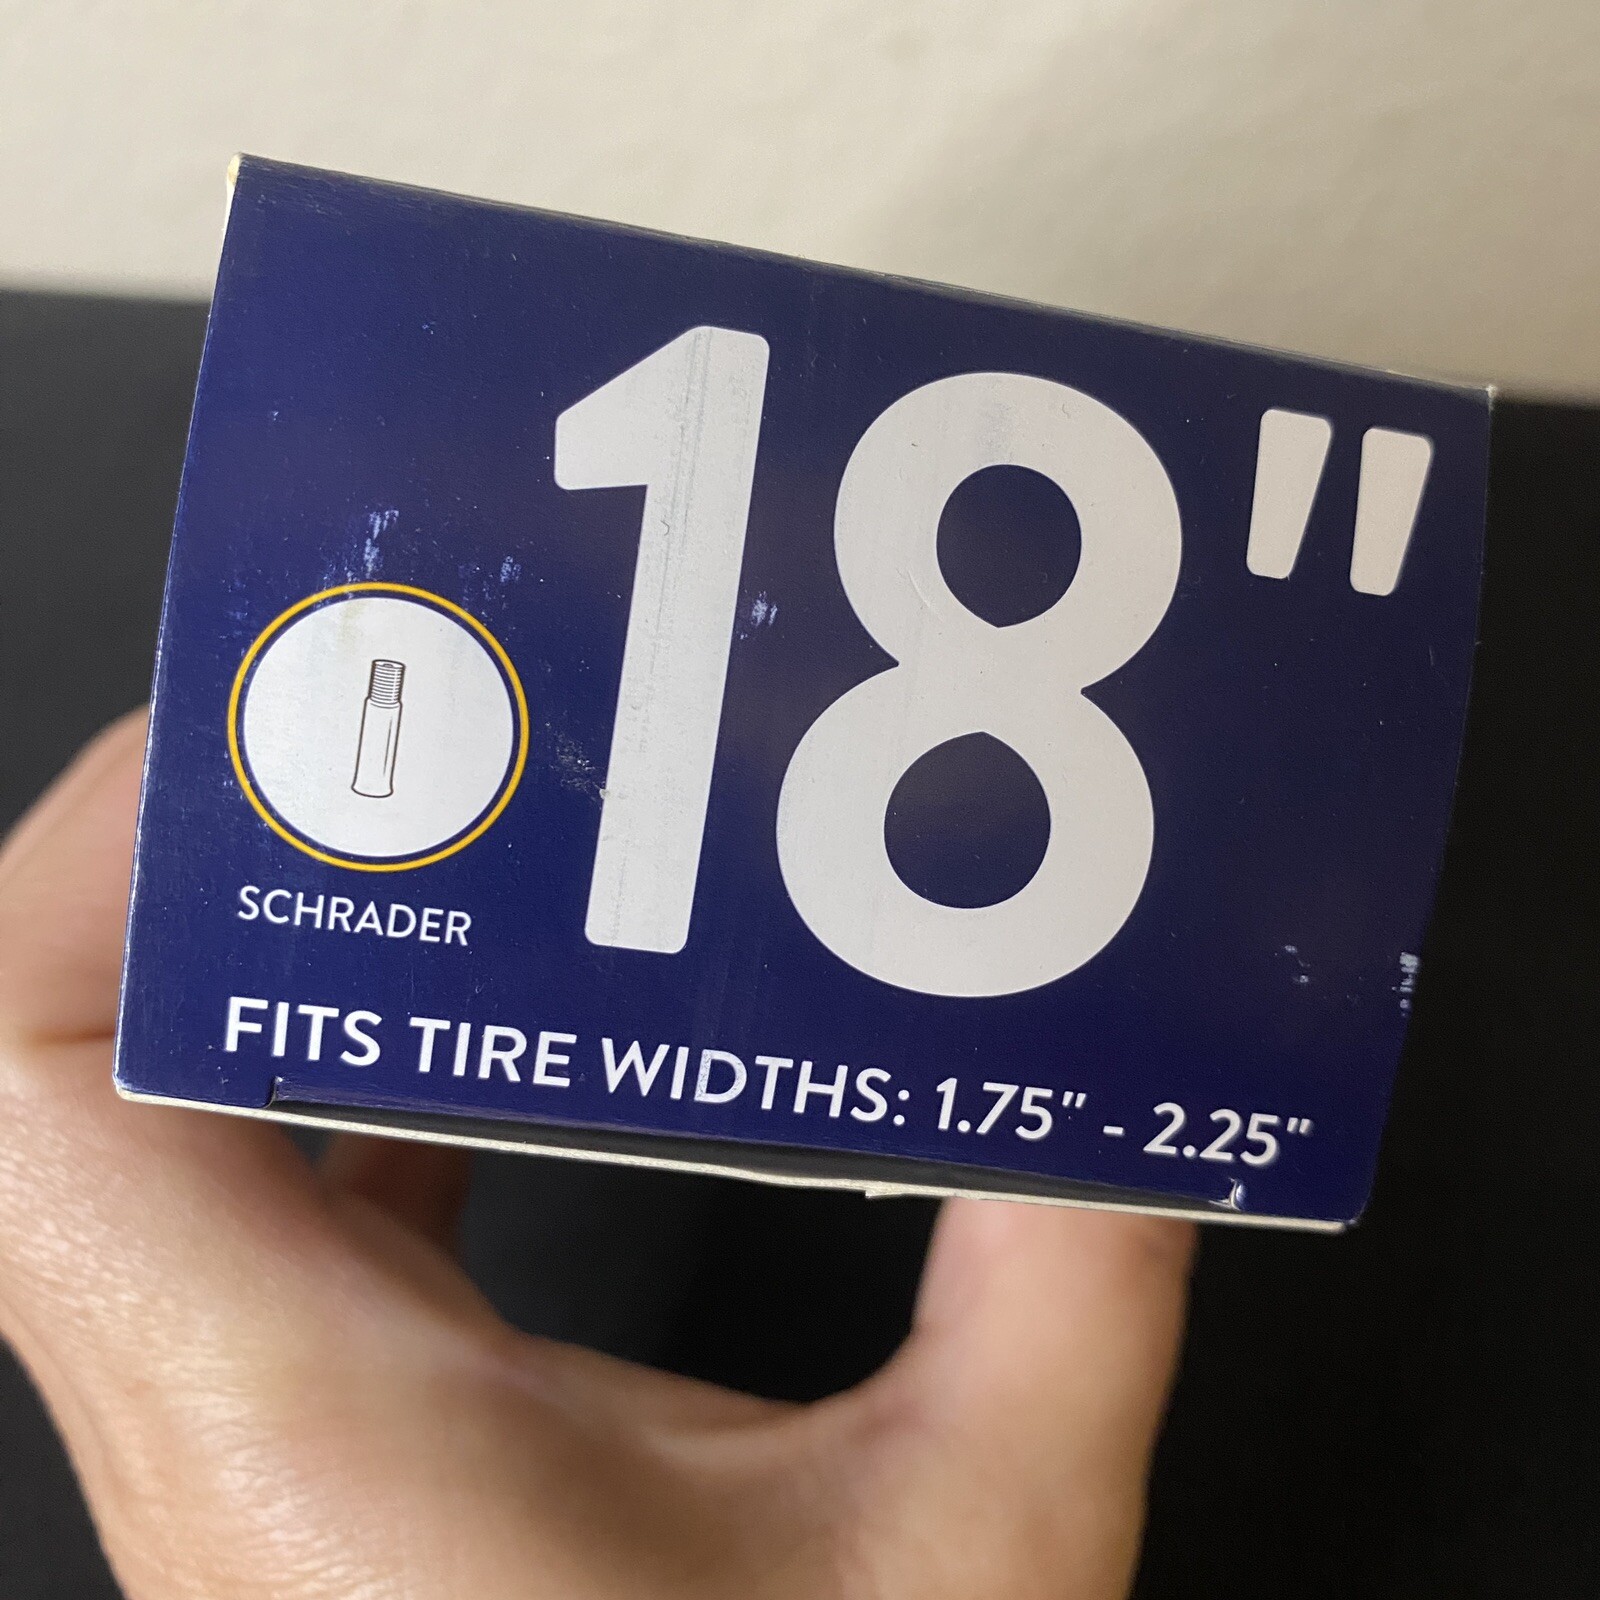 18"
SCHRADER
FITS TIRE WIDTHS: 1.75" - 2.25"